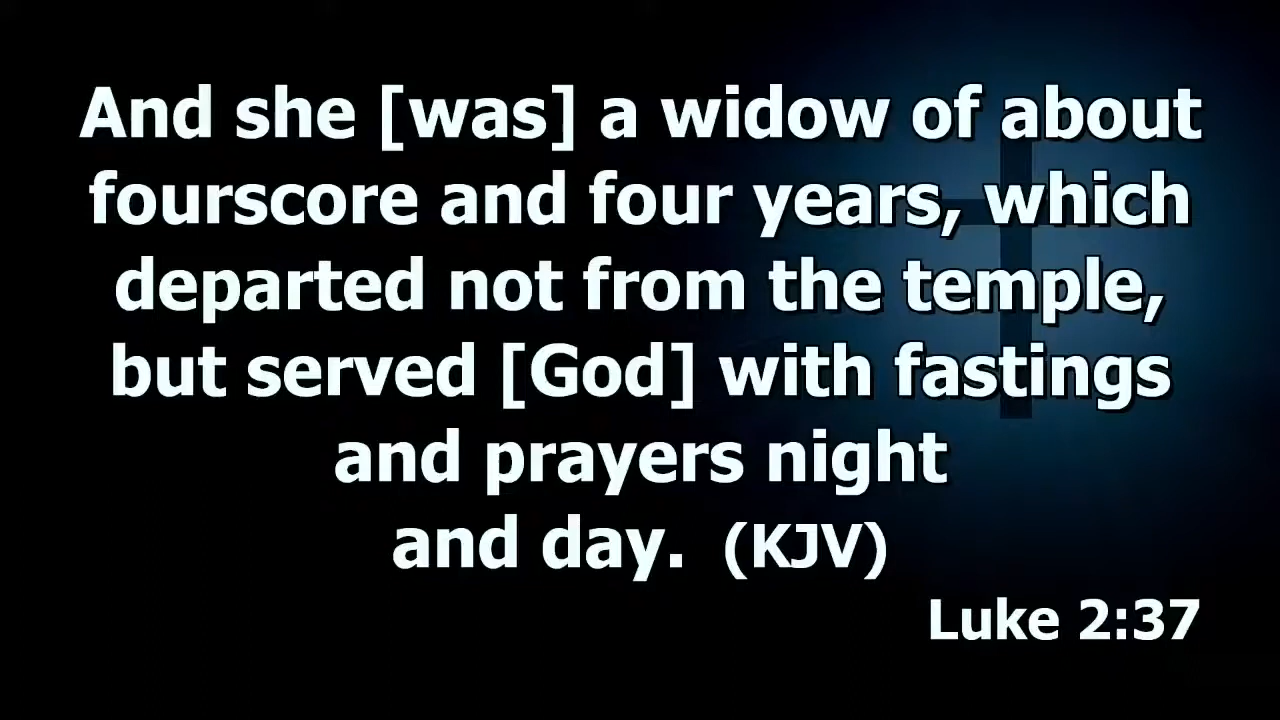 And she [was] a widow of about
fourscore and four years, which
departed not from the temple,
but served [God] with fastings
and prayers night
and day.  (KJV)
Luke 2:37